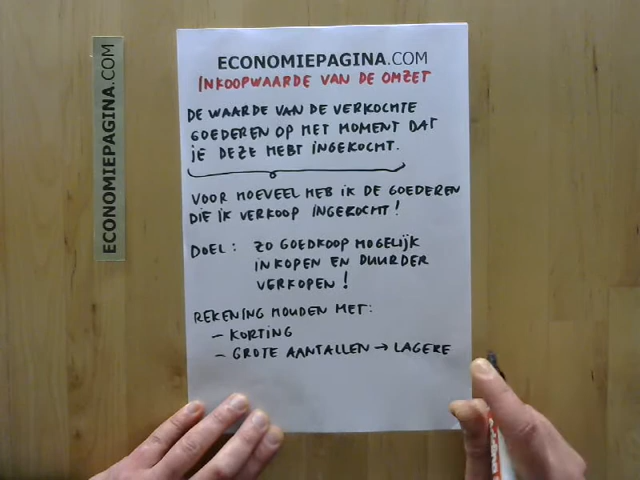 ECONOMIEPAGINA.COM
ECONOMIEPAGINA.COM
INKOOPWAARDE VAN DE OMZET
DE WAARDE VAN DE VERKOCHTE
GOEDEREN OP HET MOMENT DAT
JE DEZE HEBT INGEKOCHT.
VOOR HOEVEEL HEB IK DE GOEDEREN
DIE IK VERKOOP INGEKOCHT!
DOEL: ZO GOEDKOOP MOGELIJK
INKOPEN EN DUURDER
VERKOPEN!
REKENING HOUDEN MET:
- KORTING
- GROTE AANTALLEN → LAGERE